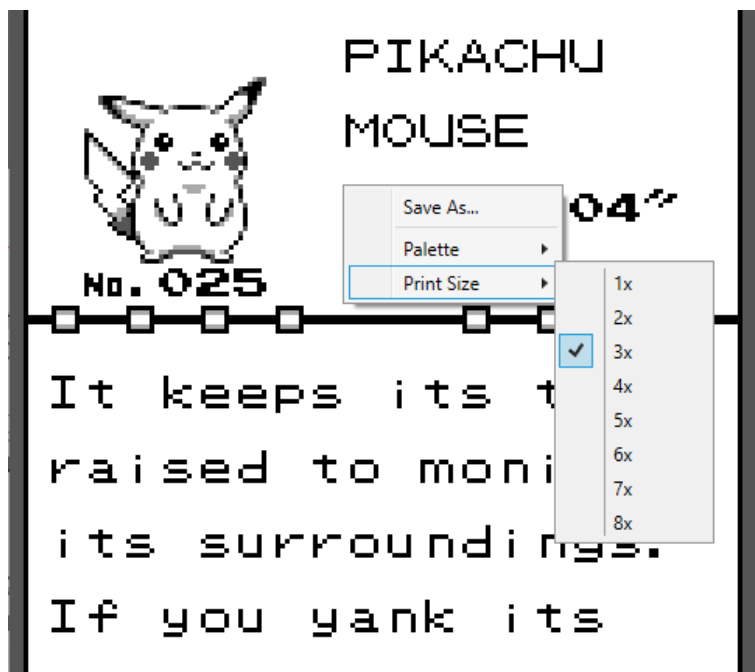 PIKACHU
MOUSE
04"
No. 025
Save As...
Palette
Print Size
1x
2x
3x
4x
5x
6x
7x
8x
It keeps its t
raised to moni
its surroundings.
If you yank its